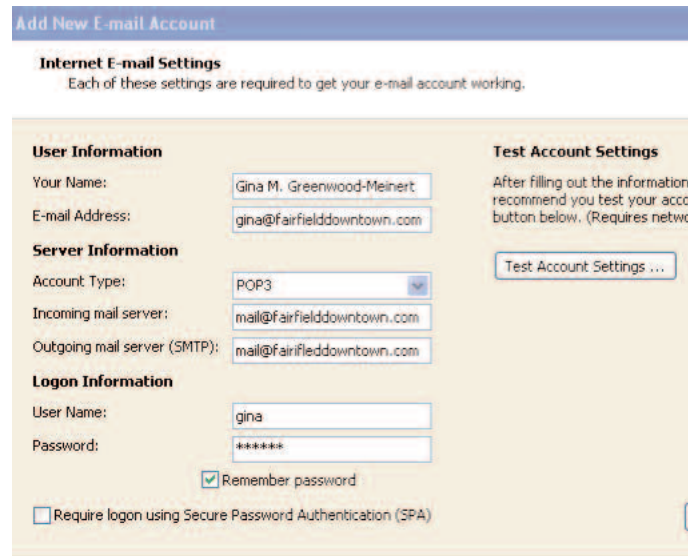 Add New E-mail Account
Internet E-mail Settings
Each of these settings are required to get your e-mail account working.
User Information
Your Name:
Gina M. Greenwood-Meinert
E-mail Address:
gina@fairfielddowntown.com
Server Information
Account Type:
POP3
Incoming mail server:
mail@fairfielddowntown.com
Outgoing mail server (SMTP):
mail@fairifleddowntown.com
Logon Information
User Name:
gina
Password:
******
Remember password
Require logon using Secure Password Authentication (SPA)
Test Account Settings
After filling out the information
recommend you test your acco
button below. (Requires netwo
Test Account Settings ...